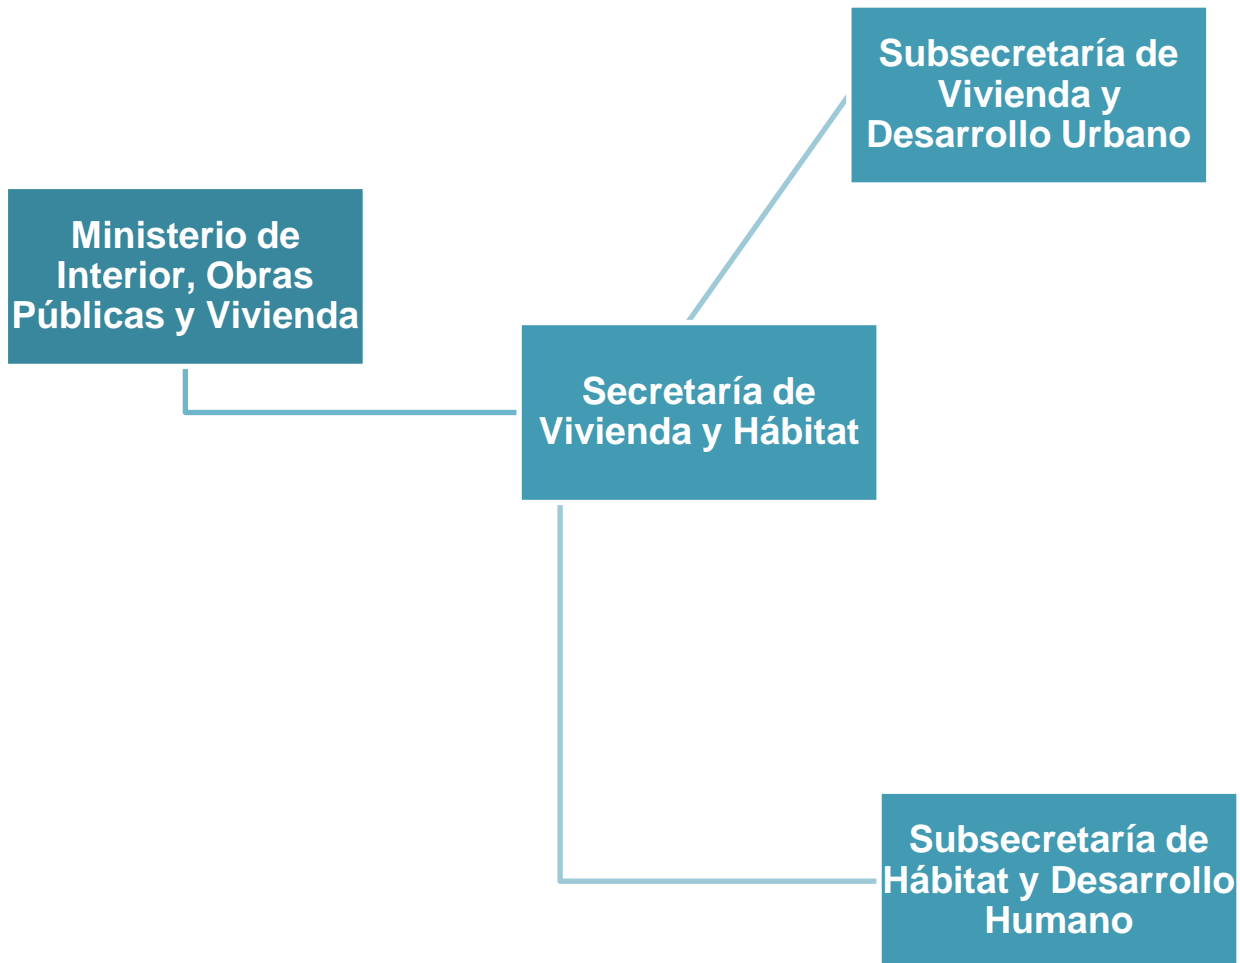 Subsecretaría de
Vivienda y
Desarrollo Urbano
Ministerio de
Interior, Obras
Públicas y Vivienda
Secretaría de
Vivienda y Hábitat
Subsecretaría de
Hábitat y Desarrollo
Humano